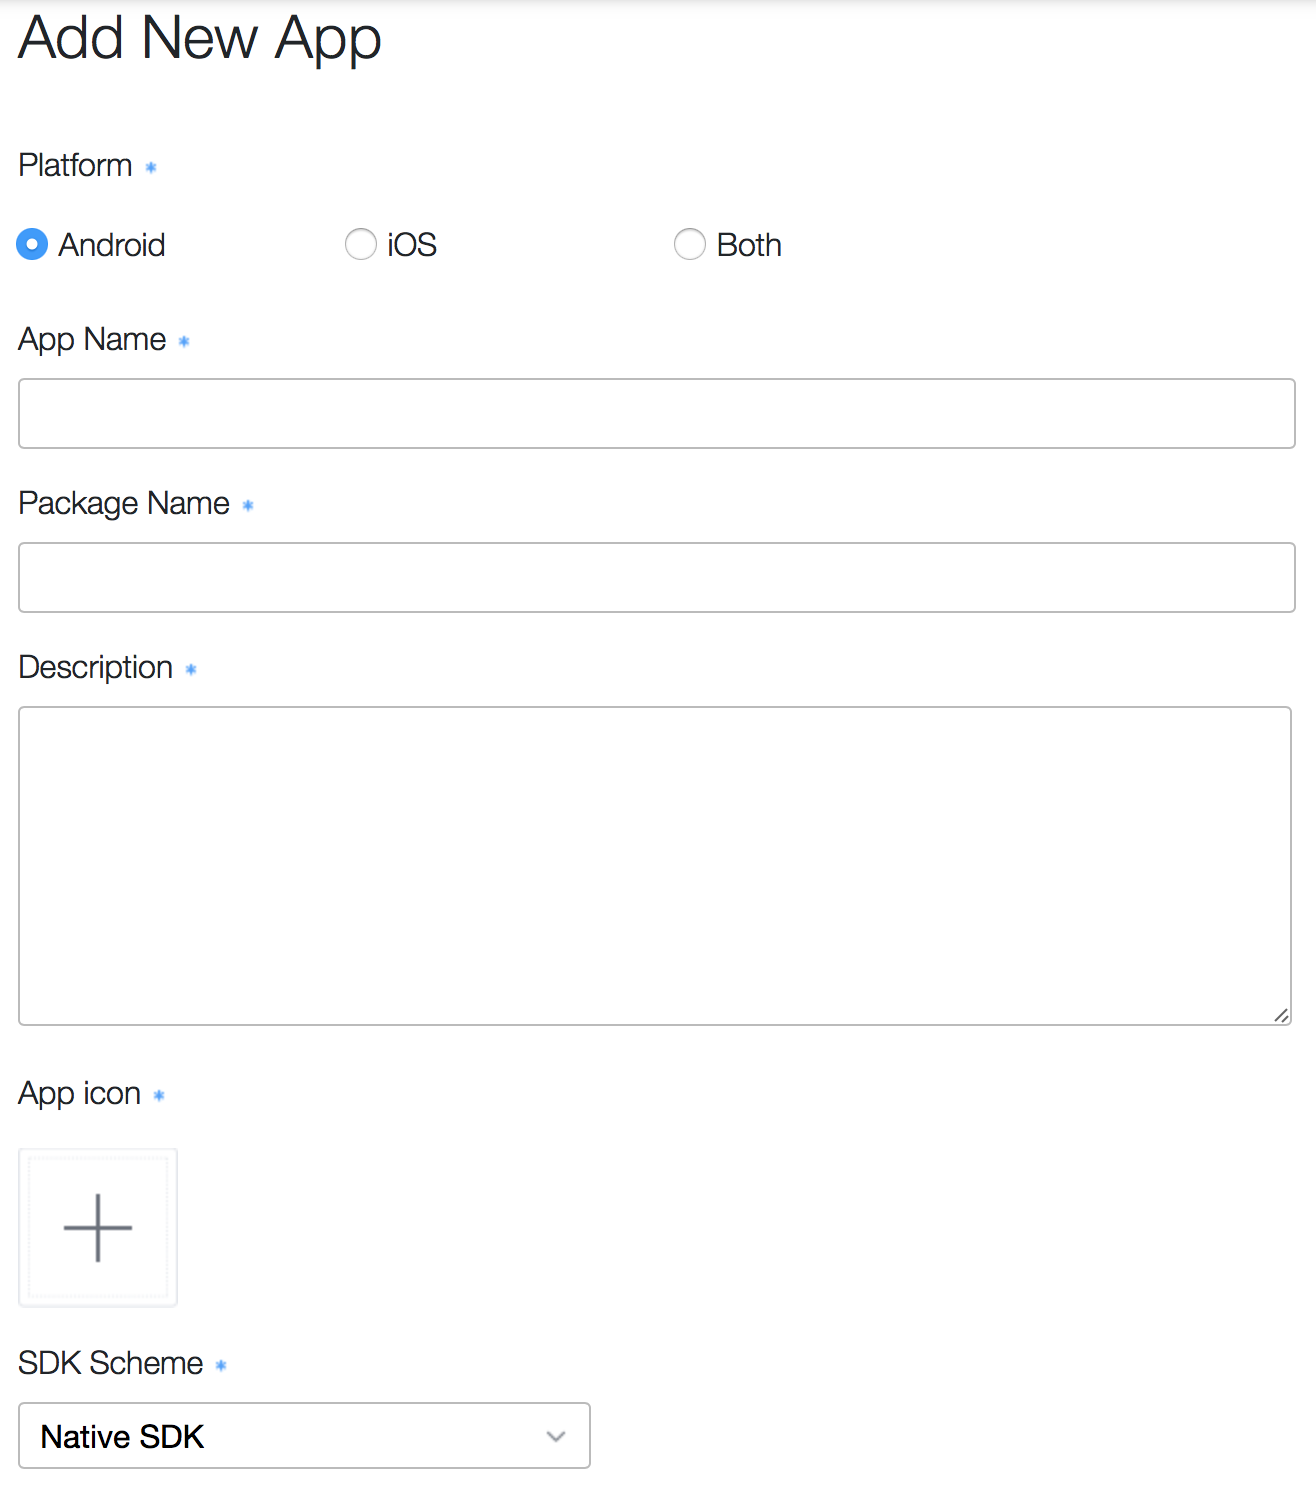 Add New App
Platform *
Android iOS Both
App Name *
Package Name *
Description *
App icon *
SDK Scheme *
Native SDK